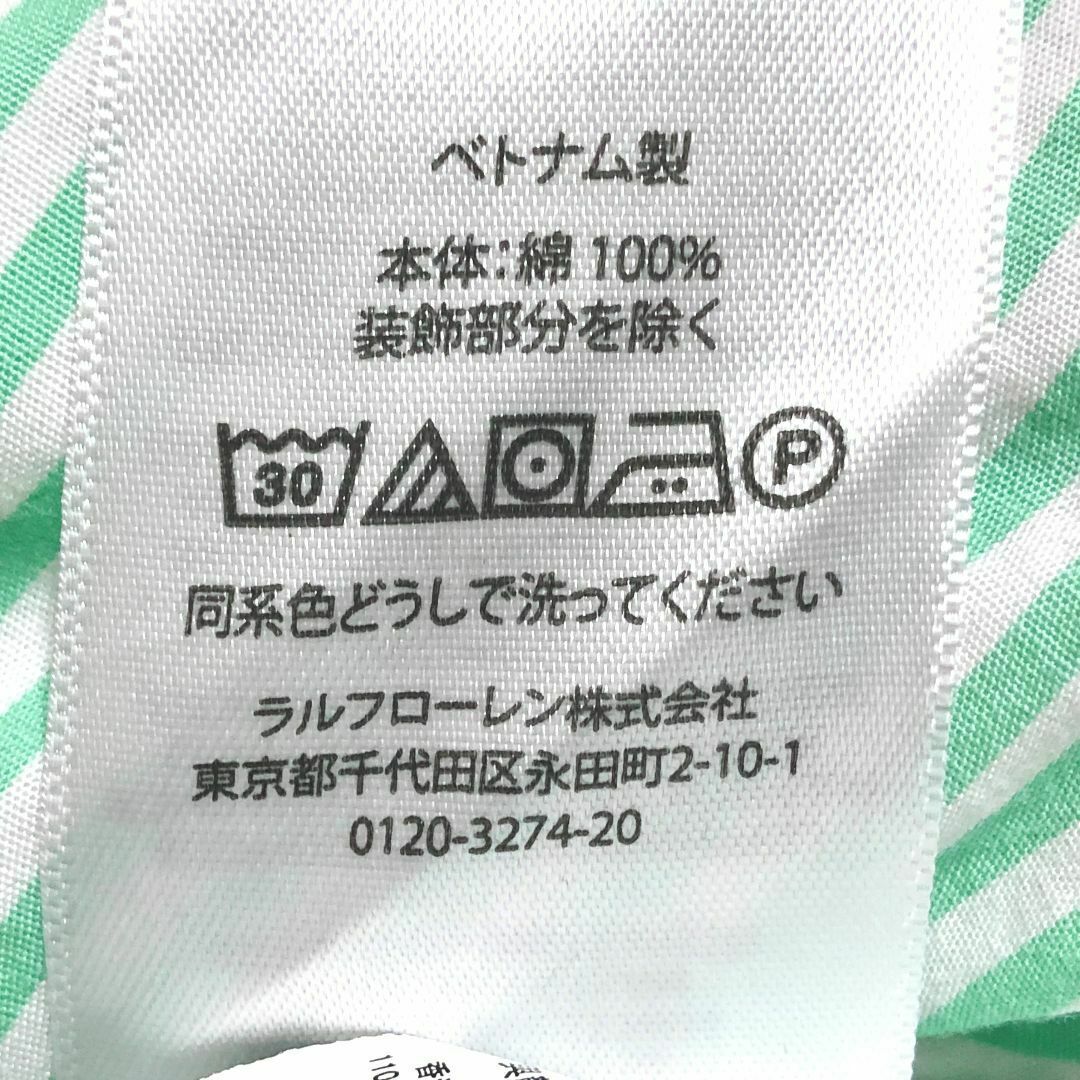 ベトナム製
本体：綿 100%
装飾部分を除く
30 P
同系色どうしで洗ってください
ラルフローレン株式会社
東京都千代田区永田町2-10-1
0120-3274-20